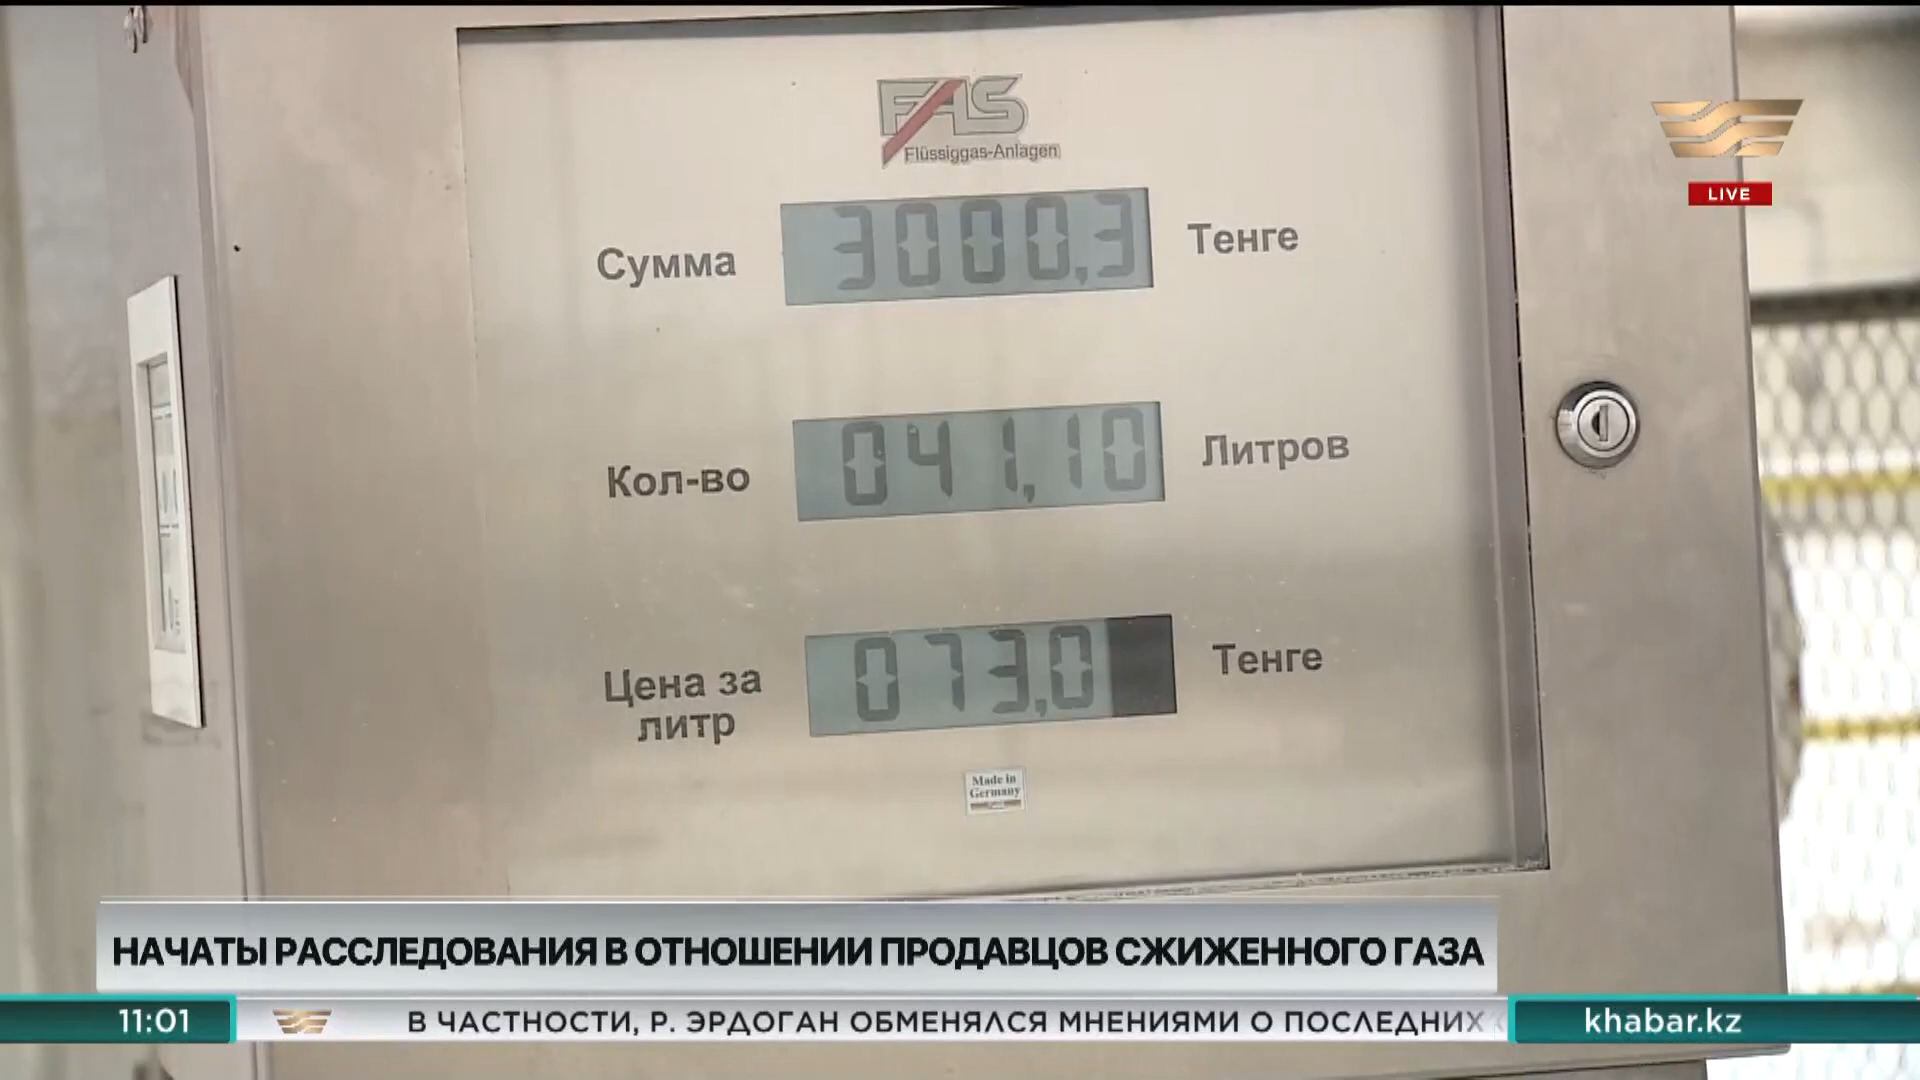 FAS
Flüssiggas-Anlagen
LIVE
Сумма 3000,3 Тенге
Кол-во 041,10 Литров
Цена за литр 073,0 Тенге
Made in
Germany
НАЧАТЫ РАССЛЕДОВАНИЯ В ОТНОШЕНИИ ПРОДАВЦОВ СЖИЖЕННОГО ГАЗА
11:01 В ЧАСТНОСТИ, Р. ЭРДОГАН ОБМЕНЯЛСЯ МНЕНИЯМИ О ПОСЛЕДНИХ khabar.kz